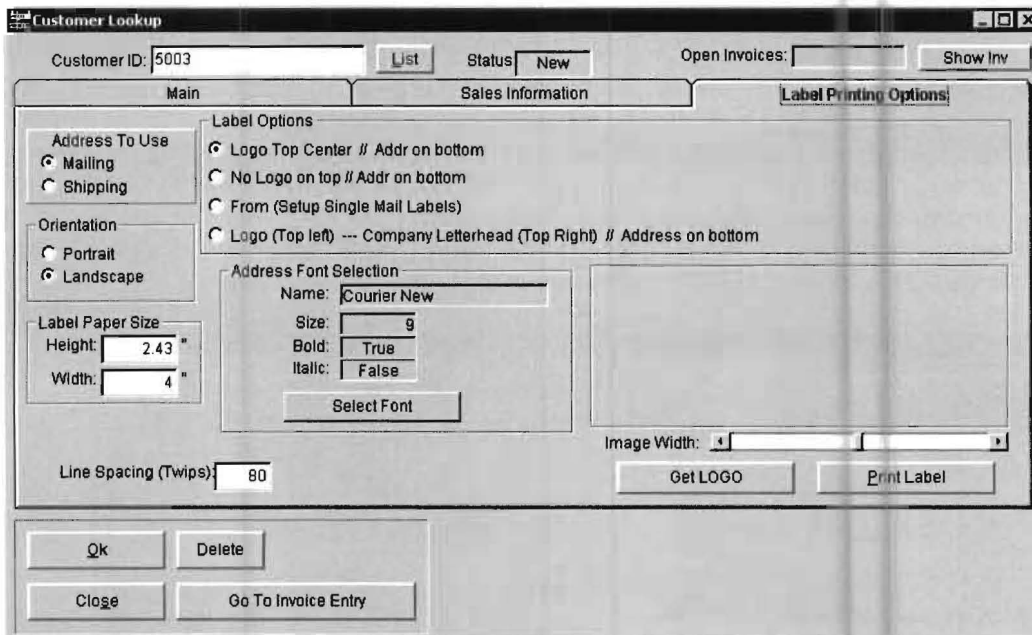 Customer Lookup
Customer ID: 5003 List Status New Open Invoices: Show Inv
Main Sales Information Label Printing Options
Address To Use
Mailing
Shipping
Label Options
Logo Top Center // Addr on bottom
No Logo on top // Addr on bottom
From (Setup Single Mail Labels)
Logo (Top left) --- Company Letterhead (Top Right) // Address on bottom
Orientation
Portrait
Landscape
Address Font Selection
Name: Courier New
Size: 9
Bold: True
Italic: False
Select Font
Label Paper Size
Height: 2.43 "
Width: 4 "
Image Width:
Line Spacing (Twips): 80
Get LOGO Print Label
Ok Delete
Close Go To Invoice Entry